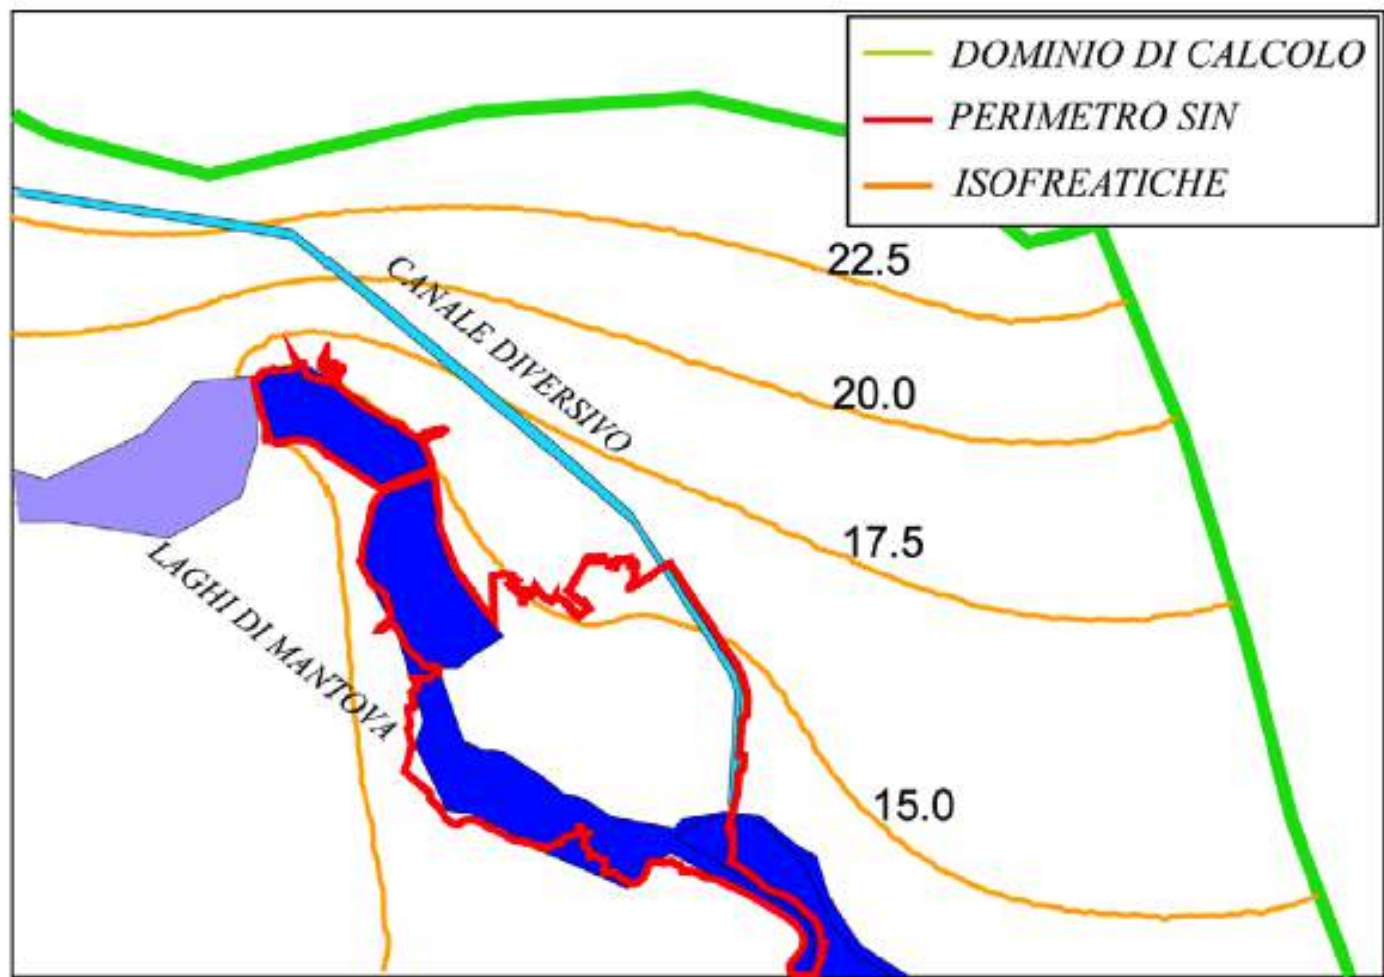 DOMINIO DI CALCOLO
PERIMETRO SIN
ISOFREATICHE
22.5
CANALE DIVERSIVO
20.0
17.5
LAGHI DI MANTOVA
15.0